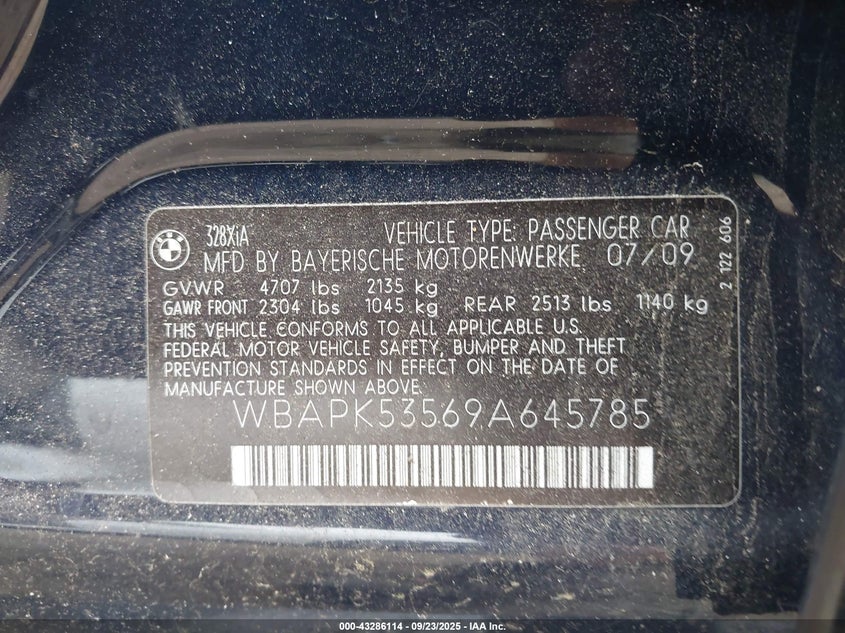 BMW
328XiA VEHICLE TYPE: PASSENGER CAR
MFD BY BAYERISCHE MOTORENWERKE 07/09
GVWR 4707 lbs 2135 kg
GAWR FRONT 2304 lbs 1045 kg REAR 2513 lbs 1140 kg
THIS VEHICLE CONFORMS TO ALL APPLICABLE U.S.
FEDERAL MOTOR VEHICLE SAFETY, BUMPER AND THEFT
PREVENTION STANDARDS IN EFFECT ON THE DATE OF
MANUFACTURE SHOWN ABOVE.
WBAPK53569A645785
2 122 606
000-43286114 - 09/23/2025 - IAA Inc.